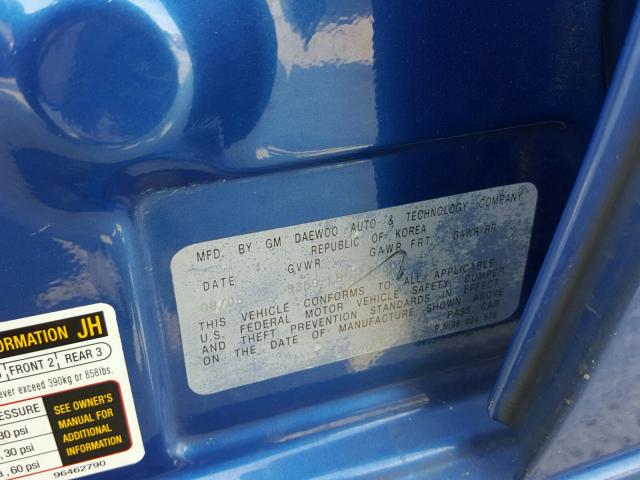 MFD. BY GM DAEWOO AUTO & TECHNOLOGY COMPANY
REPUBLIC OF KOREA
DATE GVWR GAWR FRT. GAWR RR
THIS VEHICLE CONFORMS TO ALL APPLICABLE
U.S. FEDERAL MOTOR VEHICLE SAFETY, BUMPER,
AND THEFT PREVENTION STANDARDS IN EFFECT
ON THE DATE OF MANUFACTURE SHOWN ABOVE
PASS. CAR
P.N.
ORMATION JH
FRONT 2 REAR 3
ever exceed 390kg or 858lbs.
ESSURE
30 psi
, 30 psi
, 60 psi
SEE OWNER'S
MANUAL FOR
ADDITIONAL
INFORMATION
96462790